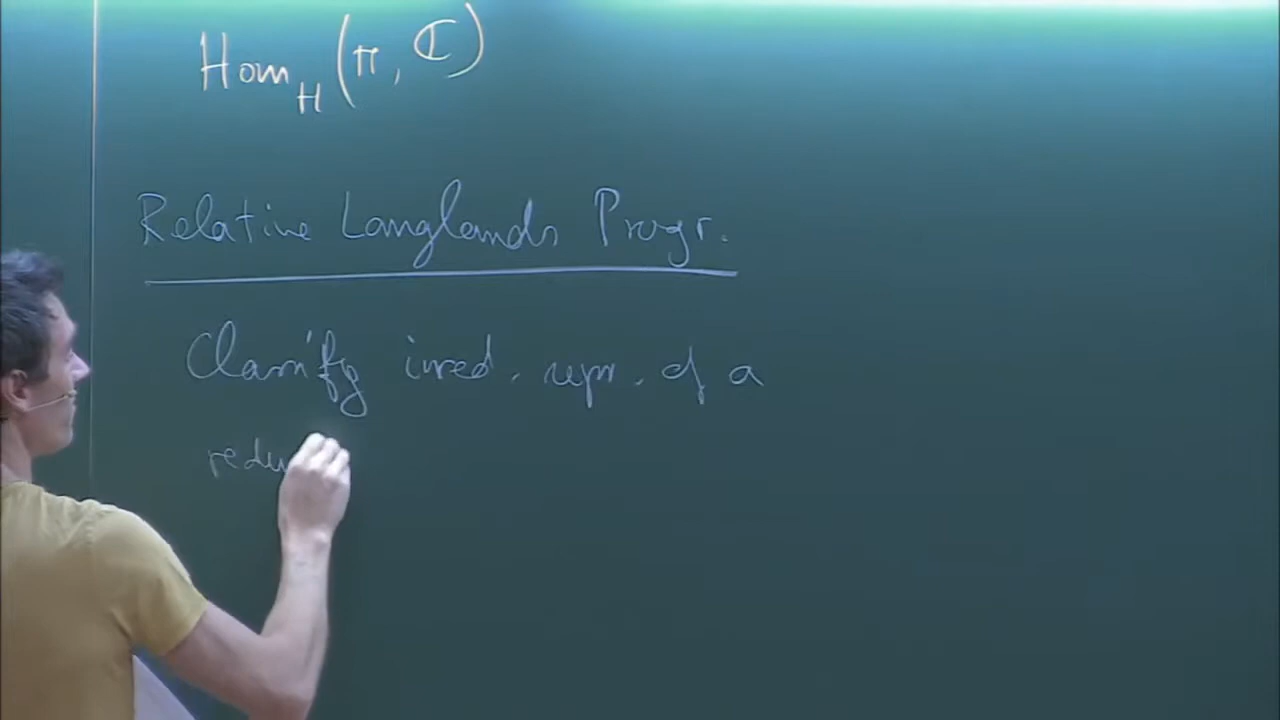 Hom_H (π, ℂ)
Relative Langlands Progr.
Classify irred. repr. of a
redu